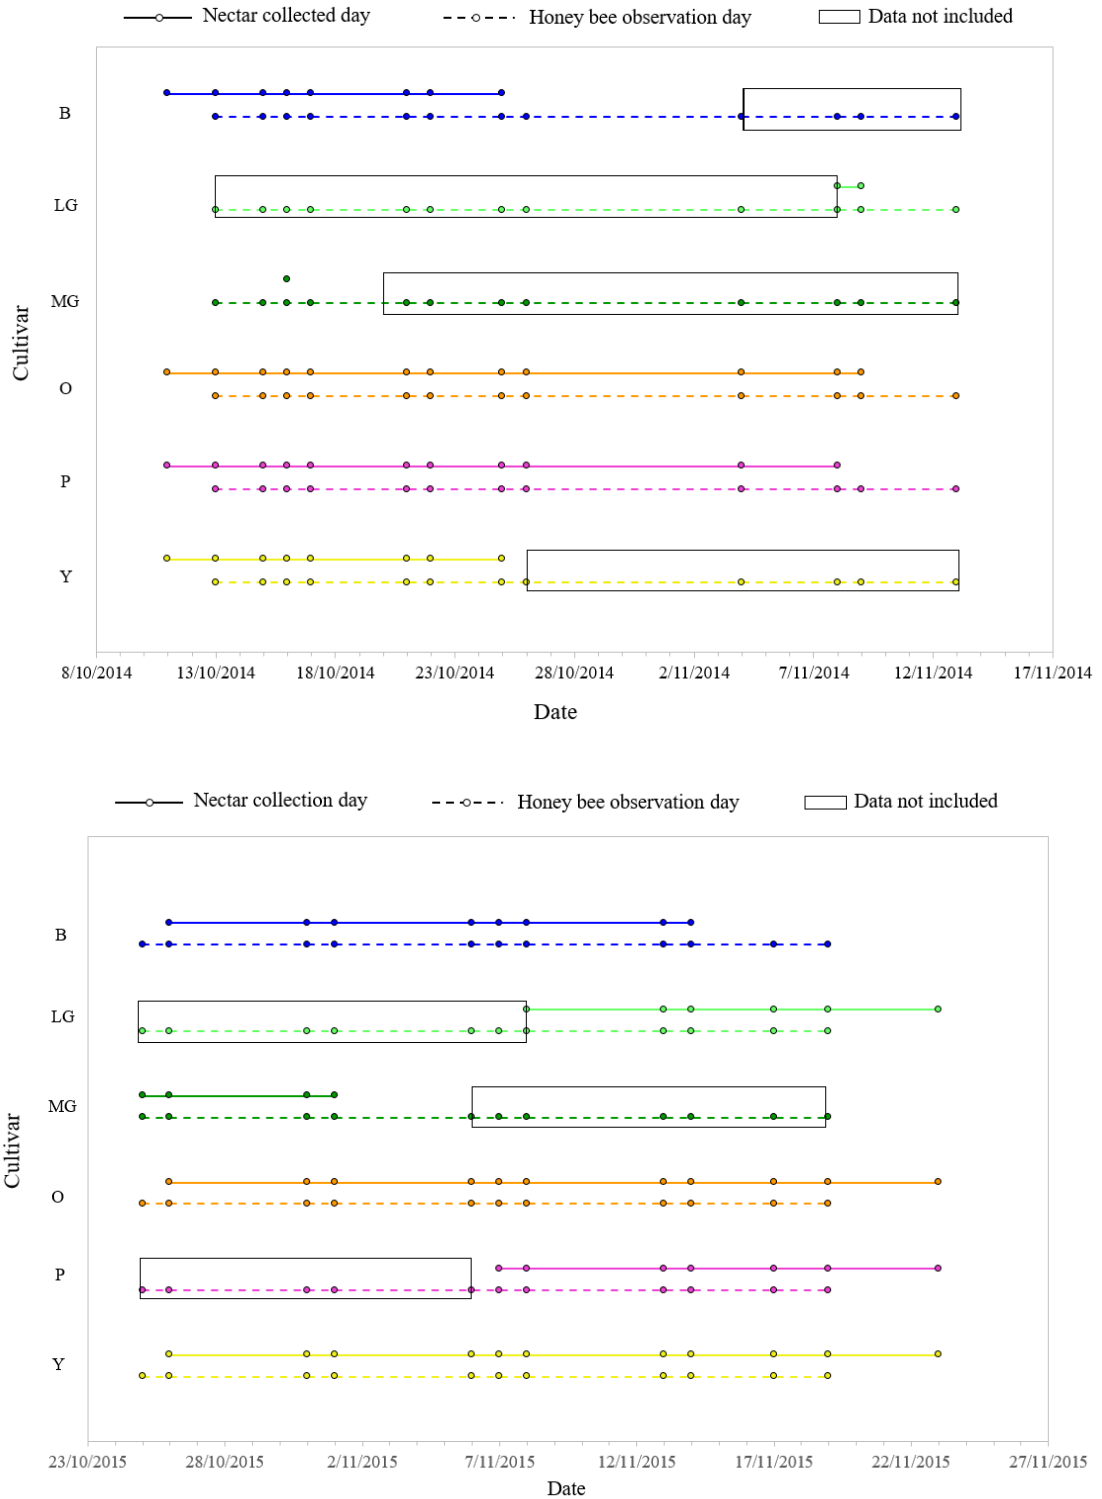 Nectar collected day Honey bee observation day Data not included
B
LG
MG
Cultivar
O
P
Y
8/10/2014 13/10/2014 18/10/2014 23/10/2014 28/10/2014 2/11/2014 7/11/2014 12/11/2014 17/11/2014
Date
Nectar collection day Honey bee observation day Data not included
B
LG
MG
Cultivar
O
P
Y
23/10/2015 28/10/2015 2/11/2015 7/11/2015 12/11/2015 17/11/2015 22/11/2015 27/11/2015
Date